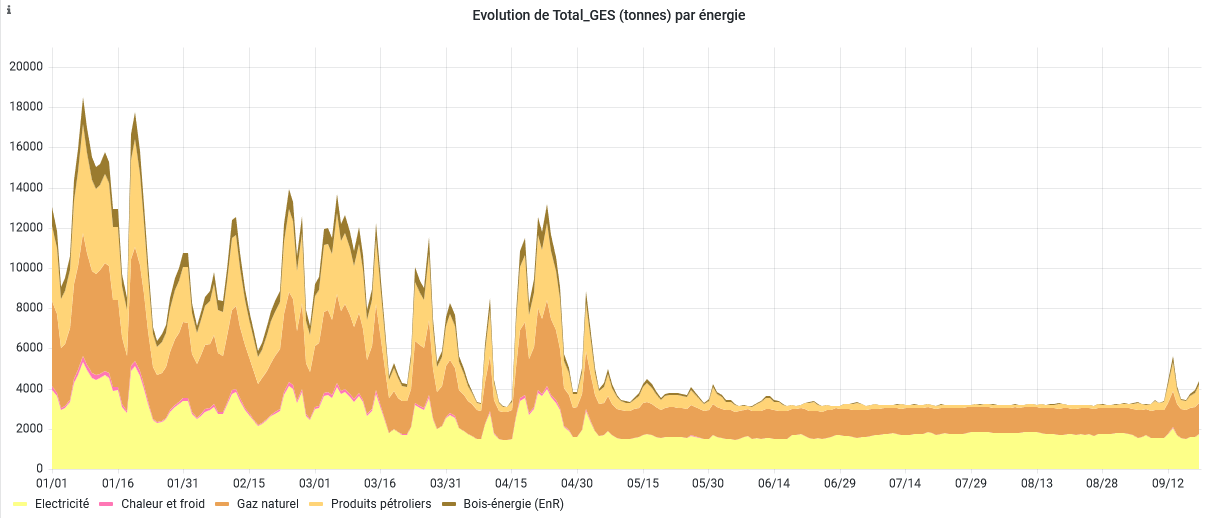 i
Evolution de Total_GES (tonnes) par énergie
20000
18000
16000
14000
12000
10000
8000
6000
4000
2000
0
01/01 01/16 01/31 02/15 03/01 03/16 03/31 04/15 04/30 05/15 05/30 06/14 06/29 07/14 07/29 08/13 08/28 09/12
Electricité Chaleur et froid Gaz naturel Produits pétroliers Bois-énergie (EnR)